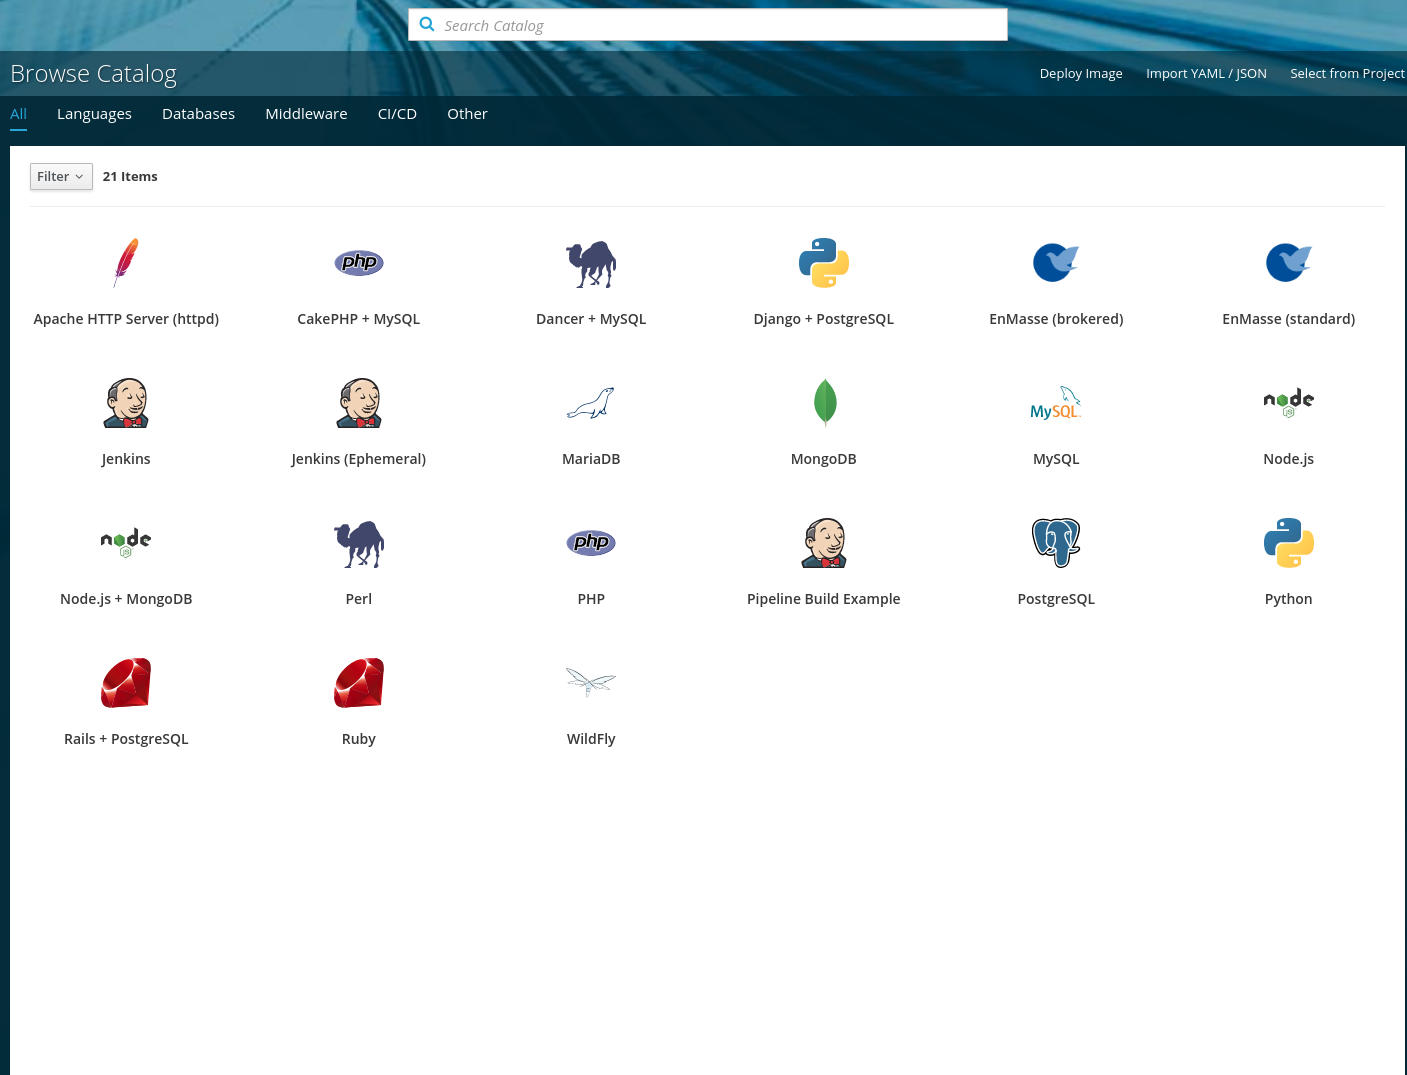 Search Catalog
Browse Catalog
Deploy Image Import YAML / JSON Select from Project
All Languages Databases Middleware CI/CD Other
Filter 21 Items
php
Apache HTTP Server (httpd) CakePHP + MySQL Dancer + MySQL Django + PostgreSQL EnMasse (brokered) EnMasse (standard)
MySQL node JS
Jenkins Jenkins (Ephemeral) MariaDB MongoDB MySQL Node.js
node JS php
Node.js + MongoDB Perl PHP Pipeline Build Example PostgreSQL Python
Rails + PostgreSQL Ruby WildFly